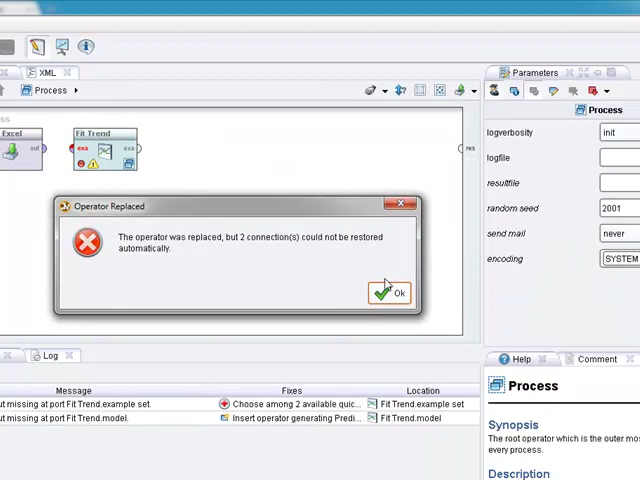 XML
Process
ss
Excel
out
Fit Trend
exa
exa
res
Operator Replaced
The operator was replaced, but 2 connection(s) could not be restored
automatically.
Ok
Log
Message
Fixes
Location
ut missing at port Fit Trend.example set.
Choose among 2 available quic...
Fit Trend.example set
ut missing at port Fit Trend.model.
Insert operator generating Predi...
Fit Trend.model
Parameters
Process
logverbosity
init
logfile
resultfile
random seed
2001
send mail
never
encoding
SYSTEM
Help
Comment
Process
Synopsis
The root operator which is the outer mos
every process.
Description